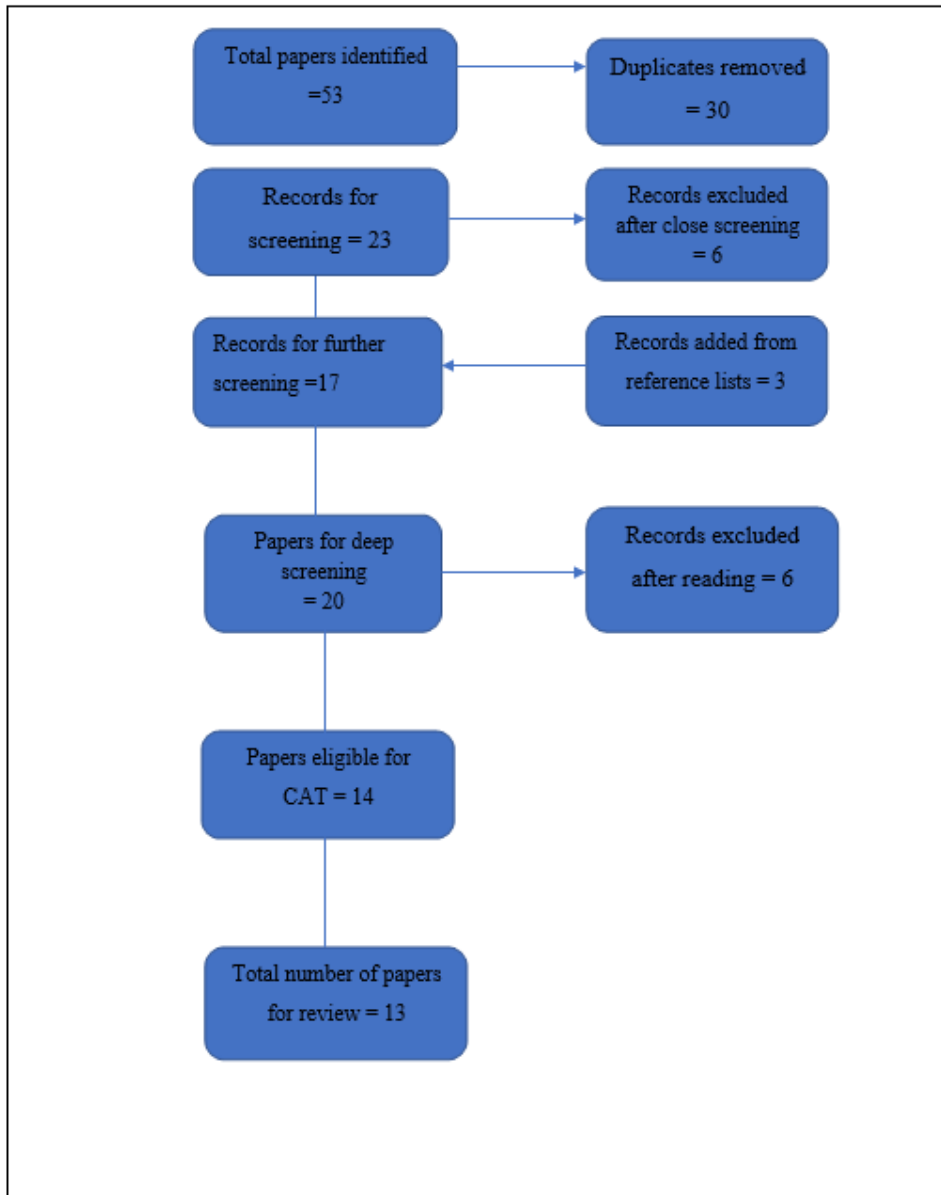 Total papers identified
=53
Duplicates removed
= 30
Records for
screening = 23
Records excluded
after close screening
= 6
Records for further
screening =17
Records added from
reference lists = 3
Papers for deep
screening
= 20
Records excluded
after reading = 6
Papers eligible for
CAT = 14
Total number of papers
for review = 13